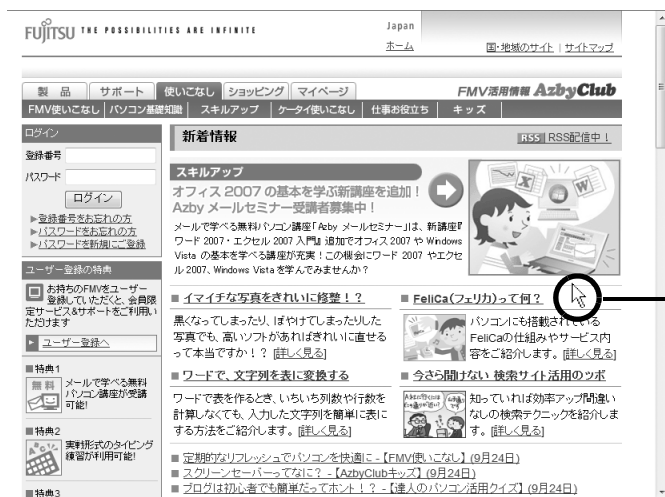 FUJITSU THE POSSIBILITIES ARE INFINITE
Japan
ホーム
国・地域のサイト | サイトマップ
製 品
サポート
使いこなし
ショッピング
マイページ
FMV活用情報 AzbyClub
FMV使いこなし
パソコン基礎知識
スキルアップ
ケータイ使いこなし
仕事お役立ち
キッズ
ログイン
登録番号
パスワード
ログイン
▶登録番号をお忘れの方
▶パスワードをお忘れの方
▶パスワードを新規にご登録
ユーザー登録の特典
お持ちのFMVをユーザー
登録していただくと、会員限
定サービス&サポートをご利用い
ただけます
ユーザー登録へ
■特典1
無 料
メールで学べる無料
パソコン講座が受講
可能!
■特典2
実戦形式のタイピング
練習が利用可能!
■特典3
新着情報
RSS RSS配信中!
スキルアップ
オフィス 2007 の基本を学ぶ新講座を追加!
Azby メールセミナー受講者募集中!
メールで学べる無料パソコン講座「Azby メールセミナー」は、新講座『
ワード 2007・エクセル 2007 入門』追加でオフィス 2007 や Windows
Vista の基本を学べる講座が充実!この機会にワード 2007 やエクセ
ル 2007、Windows Vista を学んでみませんか?
X
W
■ イマイチな写真をきれいに修整!?
黒くなってしまったり、ぼやけてしまったりした
写真でも、高いソフトがあればきれいに直せる
って本当ですか!? [詳しく見る]
■ FeliCa(フェリカ)って何?
パソコンにも搭載されている
FeliCaの仕組みやサービス内
容をご紹介します。 [詳しく見る]
■ ワードで、文字列を表に変換する
ワードで表を作るとき、いちいち列数や行数を
計算しなくても、入力した文字列を簡単に表に
する方法をご紹介します。 [詳しく見る]
■ 今さら聞けない 検索サイト活用のツボ
知っていれば効率アップ間違い
なしの検索テクニックを紹介しま
す。 [詳しく見る]
■ 定期的なリフレッシュでパソコンを快適に -【FMV使いこなし】(9月24日)
■ スクリーンセーバーってなに? -【AzbyClubキッズ】(9月24日)
■ ブログは初心者でも簡単だってホント!? -【達人のパソコン活用クイズ】(9月24日)